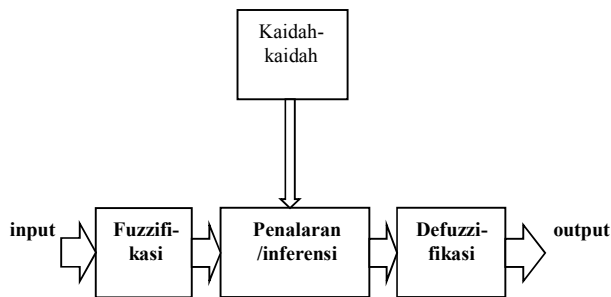 Kaidah-
kaidah
input
Fuzzifi-
kasi
Penalaran
/inferensi
Defuzzi-
fikasi
output